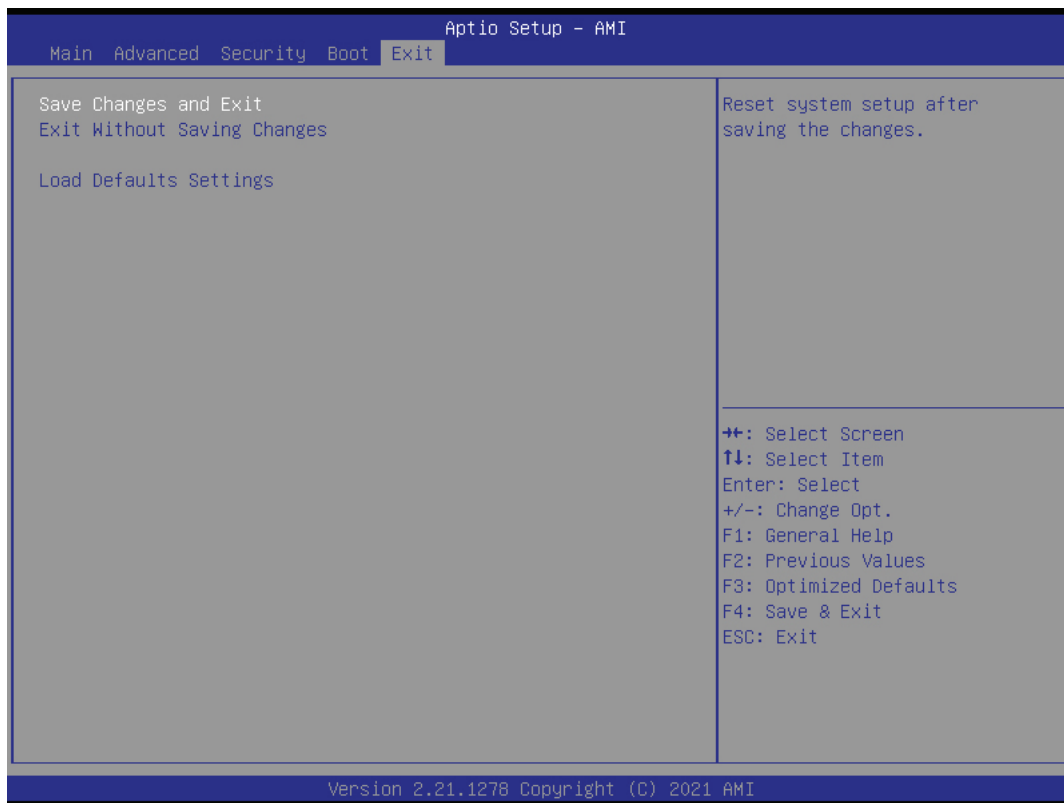 Aptio Setup – AMI
Main Advanced Security Boot Exit
Save Changes and Exit
Exit Without Saving Changes
Load Defaults Settings
Reset system setup after
saving the changes.
→←: Select Screen
↑↓: Select Item
Enter: Select
+/-: Change Opt.
F1: General Help
F2: Previous Values
F3: Optimized Defaults
F4: Save & Exit
ESC: Exit
Version 2.21.1278 Copyright (C) 2021 AMI